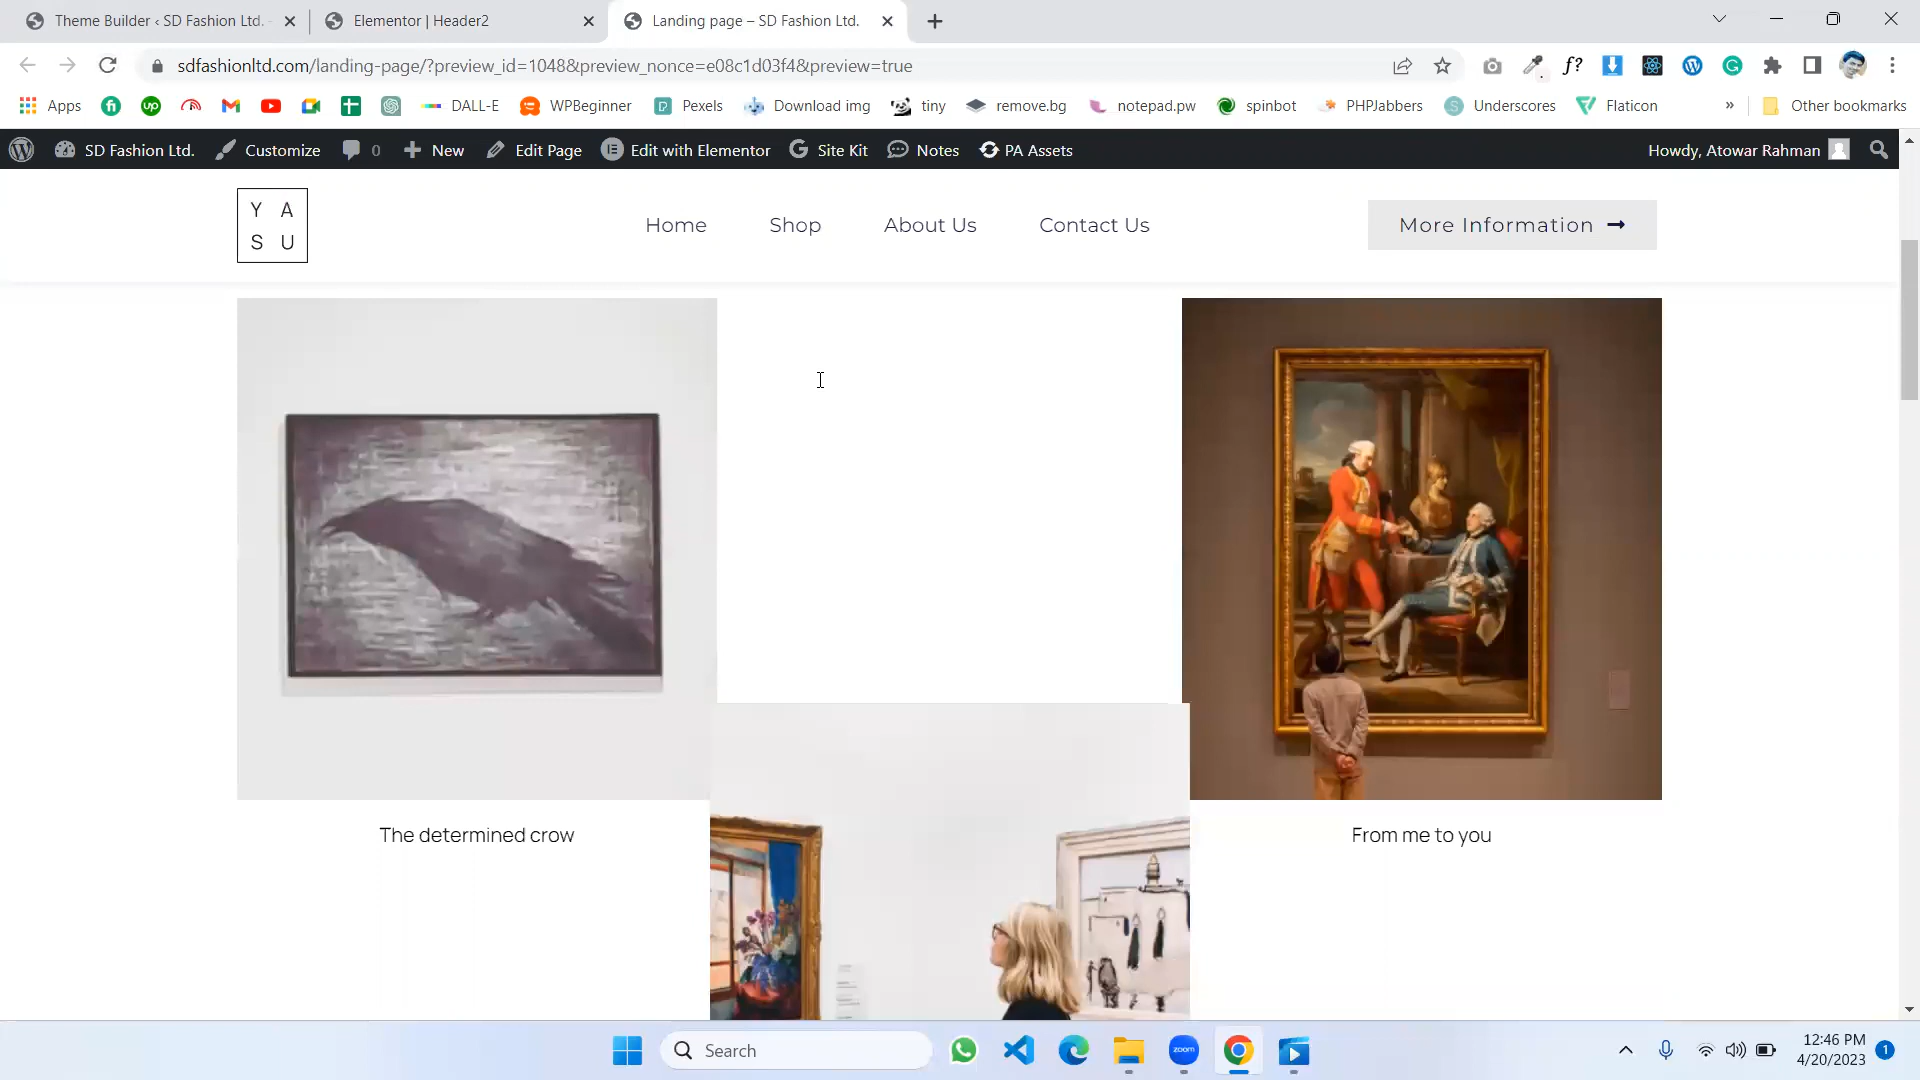 Theme Builder ‹ SD Fashion Ltd. -
Elementor | Header2
Landing page – SD Fashion Ltd.
sdfashionltd.com/landing-page/?preview_id=1048&preview_nonce=e08c1d03f4&preview=true
Apps DALL-E WPBeginner Pexels Download img tiny remove.bg notepad.pw spinbot PHPJabbers Underscores Flaticon » Other bookmarks
SD Fashion Ltd. Customize 0 New Edit Page Edit with Elementor Site Kit Notes PA Assets Howdy, Atowar Rahman
Y A
S U
Home Shop About Us Contact Us More Information
The determined crow
From me to you
Search
zoom
12:46 PM
4/20/2023
1